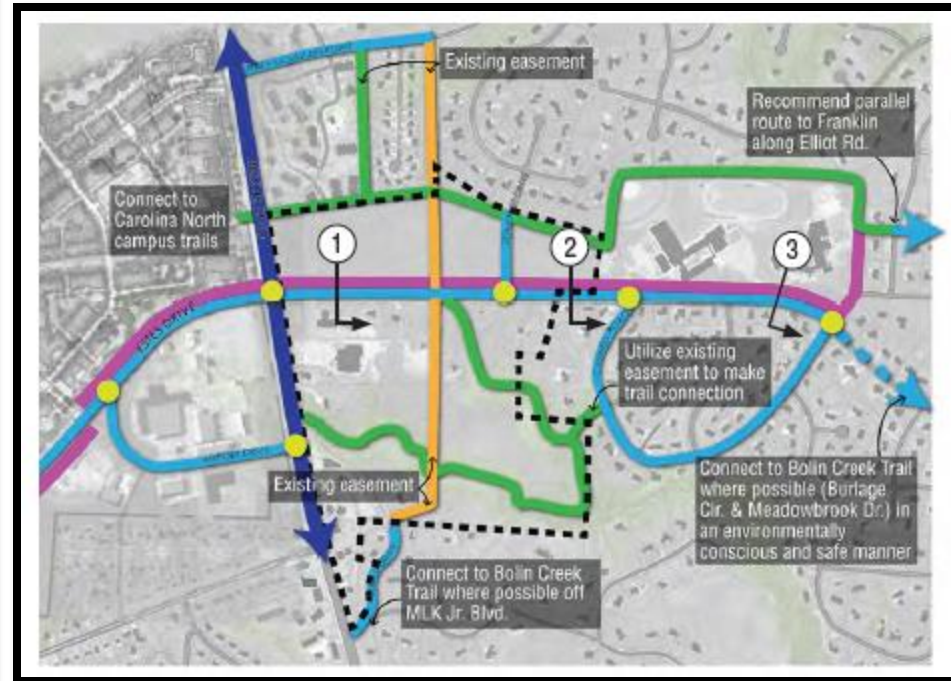 Existing easement
Recommend parallel
route to Franklin
along Elliot Rd.
Connect to
Carolina North
campus trails
1
2
3
Utilize existing
easement to make
trail connection
Existing easement
Connect to Bolin Creek Trail
where possible (Burlage
Cir. & Meadowbrook Dr.) in
an environmentally
conscious and safe manner
Connect to Bolin Creek
Trail where possible off
MLK Jr. Blvd.